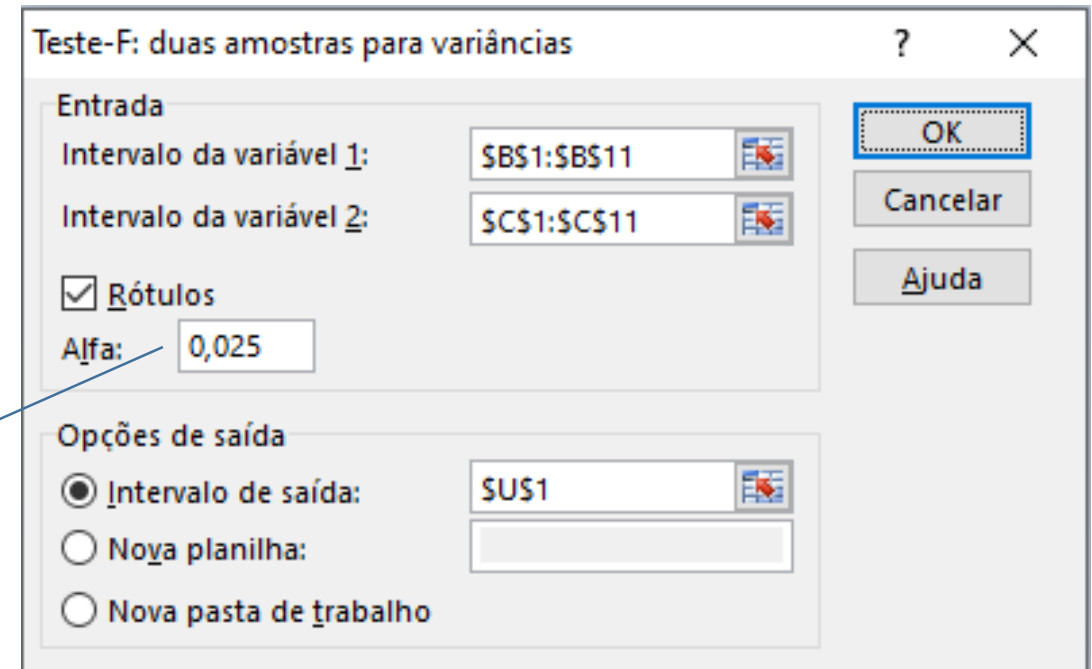 Teste-F: duas amostras para variâncias ?
Entrada
Intervalo da variável 1: $B$1:$B$11
Intervalo da variável 2: $C$1:$C$11
Rótulos
Alfa: 0,025
OK
Cancelar
Ajuda
Opções de saída
Intervalo de saída: $U$1
Nova planilha:
Nova pasta de trabalho